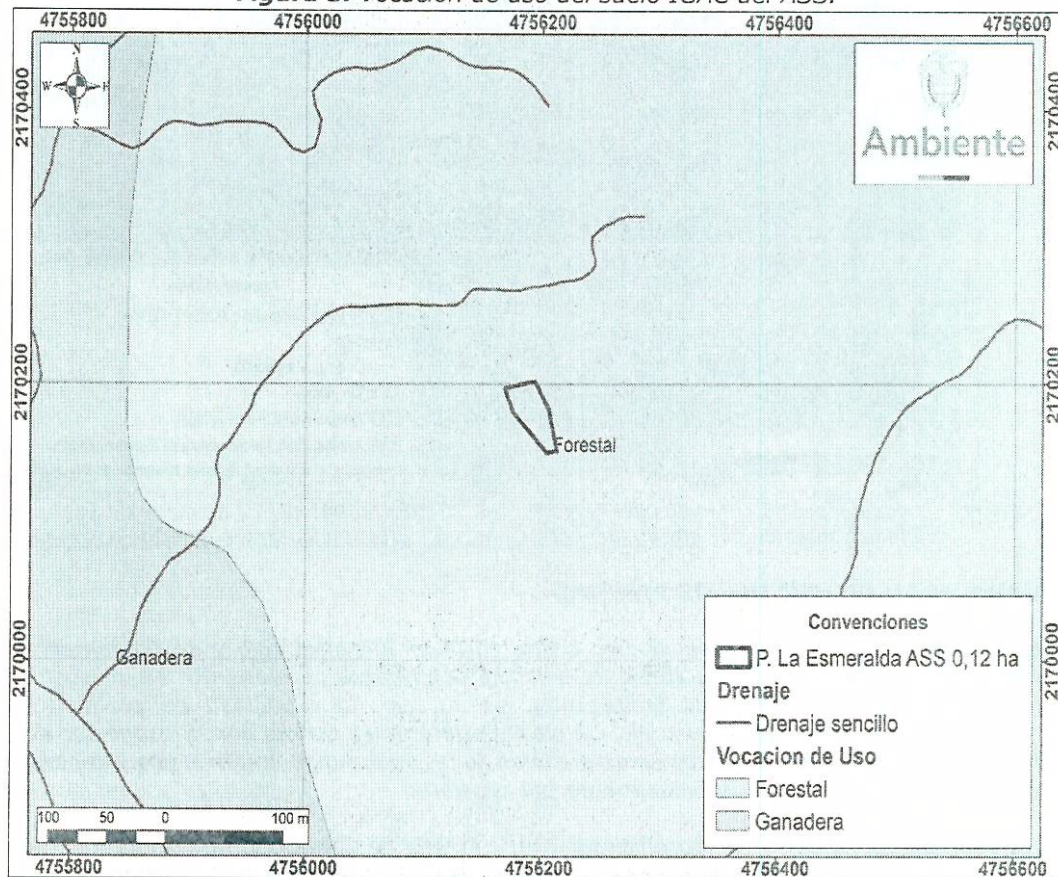 4755800 4756000 4756200 4756400 4756600
N
W
S
2170400
2170400
Ambiente
2170200
2170200
Forestal
Ganadera
2170000
2170000
Convenciones
P. La Esmeralda ASS 0,12 ha
Drenaje
Drenaje sencillo
Vocacion de Uso
Forestal
Ganadera
100 50 0 100 m
4755800 4756000 4756200 4756400 4756600